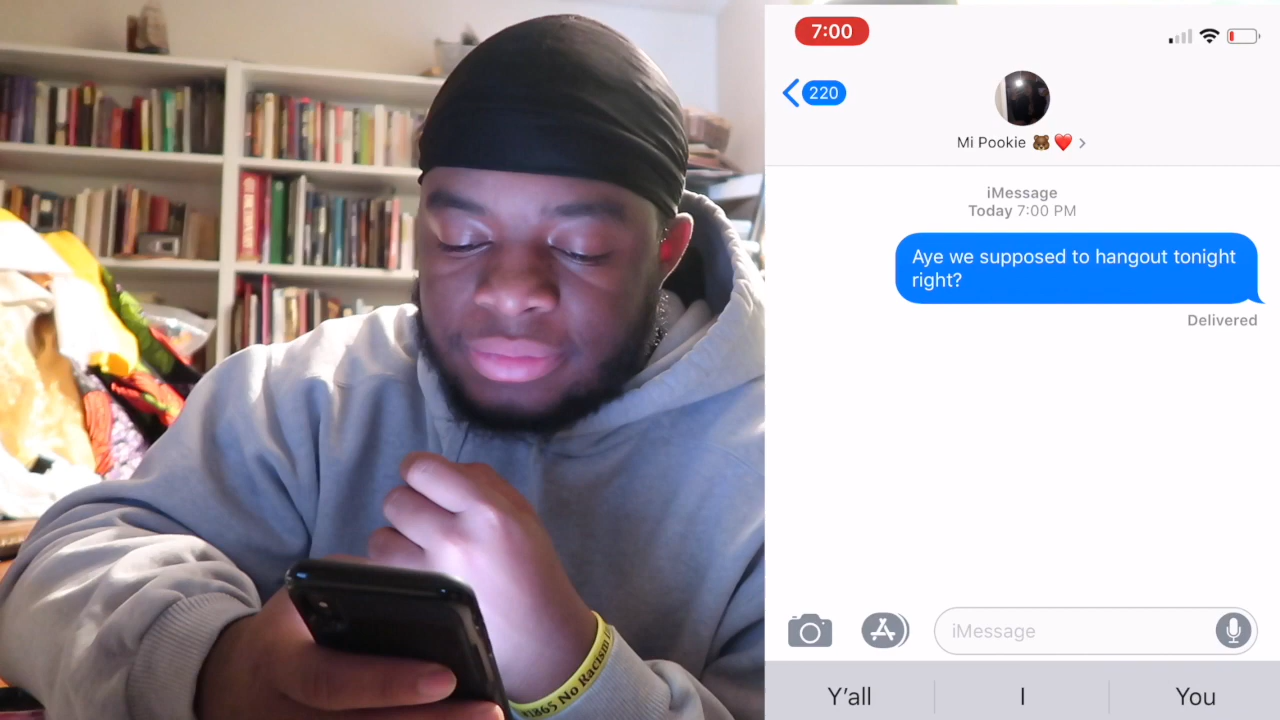 7:00
220
Mi Pookie 🐻❤️
iMessage
Today 7:00 PM
Aye we supposed to hangout tonight
right?
Delivered
iMessage
Y'all
I
You
1865 No Racism